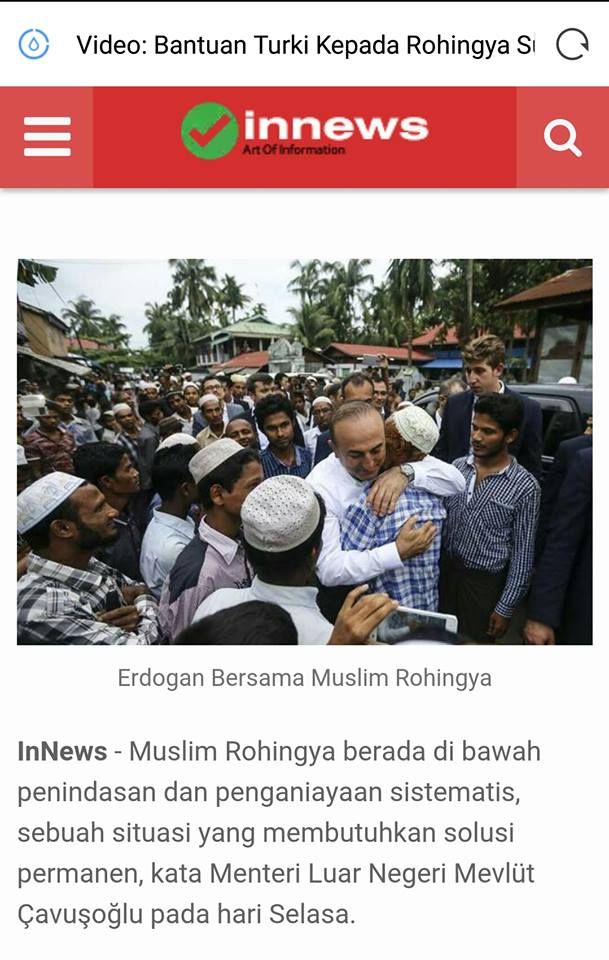 Video: Bantuan Turki Kepada Rohingya
innews
Art Of Information
Erdogan Bersama Muslim Rohingya
InNews - Muslim Rohingya berada di bawah
penindasan dan penganiayaan sistematis,
sebuah situasi yang membutuhkan solusi
permanen, kata Menteri Luar Negeri Mevlüt
Çavuşoğlu pada hari Selasa.